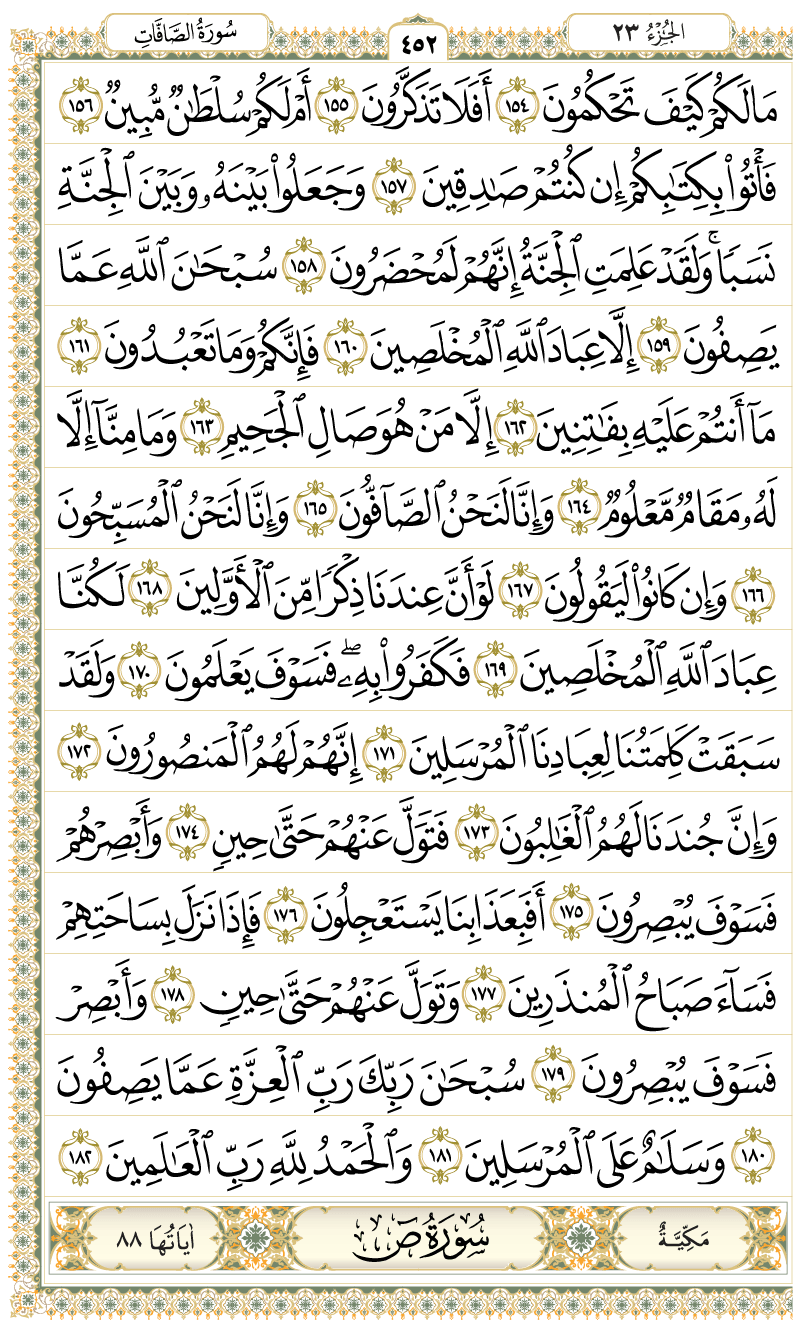 الجُزْءُ ٢٣
٤٥٢
سُورَةُ الصَّافَّاتِ
مَا لَكُمْ كَيْفَ تَحْكُمُونَ ١٥٤ أَفَلَا تَذَكَّرُونَ ١٥٥ أَمْ لَكُمْ سُلْطَٰنٌ مُّبِينٌ ١٥٦
فَأْتُوا۟ بِكِتَٰبِكُمْ إِن كُنتُمْ صَٰدِقِينَ ١٥٧ وَجَعَلُوا۟ بَيْنَهُۥ وَبَيْنَ ٱلْجِنَّةِ
نَسَبًا ۚ وَلَقَدْ عَلِمَتِ ٱلْجِنَّةُ إِنَّهُمْ لَمُحْضَرُونَ ١٥٨ سُبْحَٰنَ ٱللَّهِ عَمَّا
يَصِفُونَ ١٥٩ إِلَّا عِبَادَ ٱللَّهِ ٱلْمُخْلَصِينَ ١٦٠ فَإِنَّكُمْ وَمَا تَعْبُدُونَ ١٦١
مَآ أَنتُمْ عَلَيْهِ بِفَٰتِنِينَ ١٦٢ إِلَّا مَنْ هُوَ صَالِ ٱلْجَحِيمِ ١٦٣ وَمَا مِنَّآ إِلَّا
لَهُۥ مَقَامٌ مَّعْلُومٌ ١٦٤ وَإِنَّا لَنَحْنُ ٱلصَّآفُّونَ ١٦٥ وَإِنَّا لَنَحْنُ ٱلْمُسَبِّحُونَ
١٦٦ وَإِن كَانُوا۟ لَيَقُولُونَ ١٦٧ لَوْ أَنَّ عِندَنَا ذِكْرًا مِّنَ ٱلْأَوَّلِينَ ١٦٨ لَكُنَّا
عِبَادَ ٱللَّهِ ٱلْمُخْلَصِينَ ١٦٩ فَكَفَرُوا۟ بِهِۦ ۖ فَسَوْفَ يَعْلَمُونَ ١٧٠ وَلَقَدْ
سَبَقَتْ كَلِمَتُنَا لِعِبَادِنَا ٱلْمُرْسَلِينَ ١٧١ إِنَّهُمْ لَهُمُ ٱلْمَنصُورُونَ ١٧٢
وَإِنَّ جُندَنَا لَهُمُ ٱلْغَٰلِبُونَ ١٧٣ فَتَوَلَّ عَنْهُمْ حَتَّىٰ حِينٍ ١٧٤ وَأَبْصِرْهُمْ
فَسَوْفَ يُبْصِرُونَ ١٧٥ أَفَبِعَذَابِنَا يَسْتَعْجِلُونَ ١٧٦ فَإِذَا نَزَلَ بِسَاحَتِهِمْ
فَسَآءَ صَبَاحُ ٱلْمُنذَرِينَ ١٧٧ وَتَوَلَّ عَنْهُمْ حَتَّىٰ حِينٍ ١٧٨ وَأَبْصِرْ
فَسَوْفَ يُبْصِرُونَ ١٧٩ سُبْحَٰنَ رَبِّكَ رَبِّ ٱلْعِزَّةِ عَمَّا يَصِفُونَ
١٨٠ وَسَلَٰمٌ عَلَى ٱلْمُرْسَلِينَ ١٨١ وَٱلْحَمْدُ لِلَّهِ رَبِّ ٱلْعَٰلَمِينَ ١٨٢
مَكِّيَّةٌ سُورَةُ صٓ اٰيَاتُهَا ٨٨